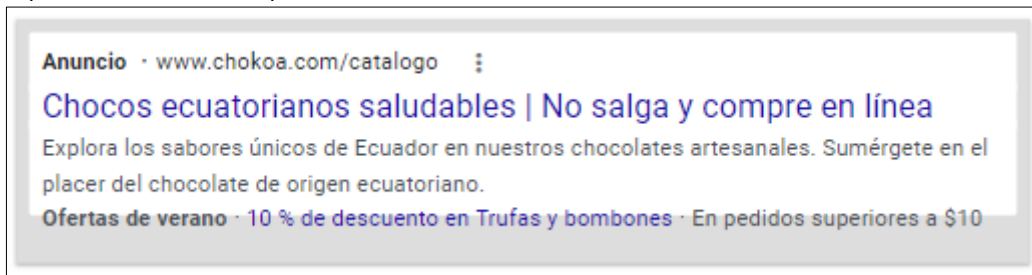 Anuncio · www.chokoa.com/catalogo
Chocos ecuatorianos saludables | No salga y compre en línea
Explora los sabores únicos de Ecuador en nuestros chocolates artesanales. Sumérgete en el
placer del chocolate de origen ecuatoriano.
Ofertas de verano · 10 % de descuento en Trufas y bombones · En pedidos superiores a $10